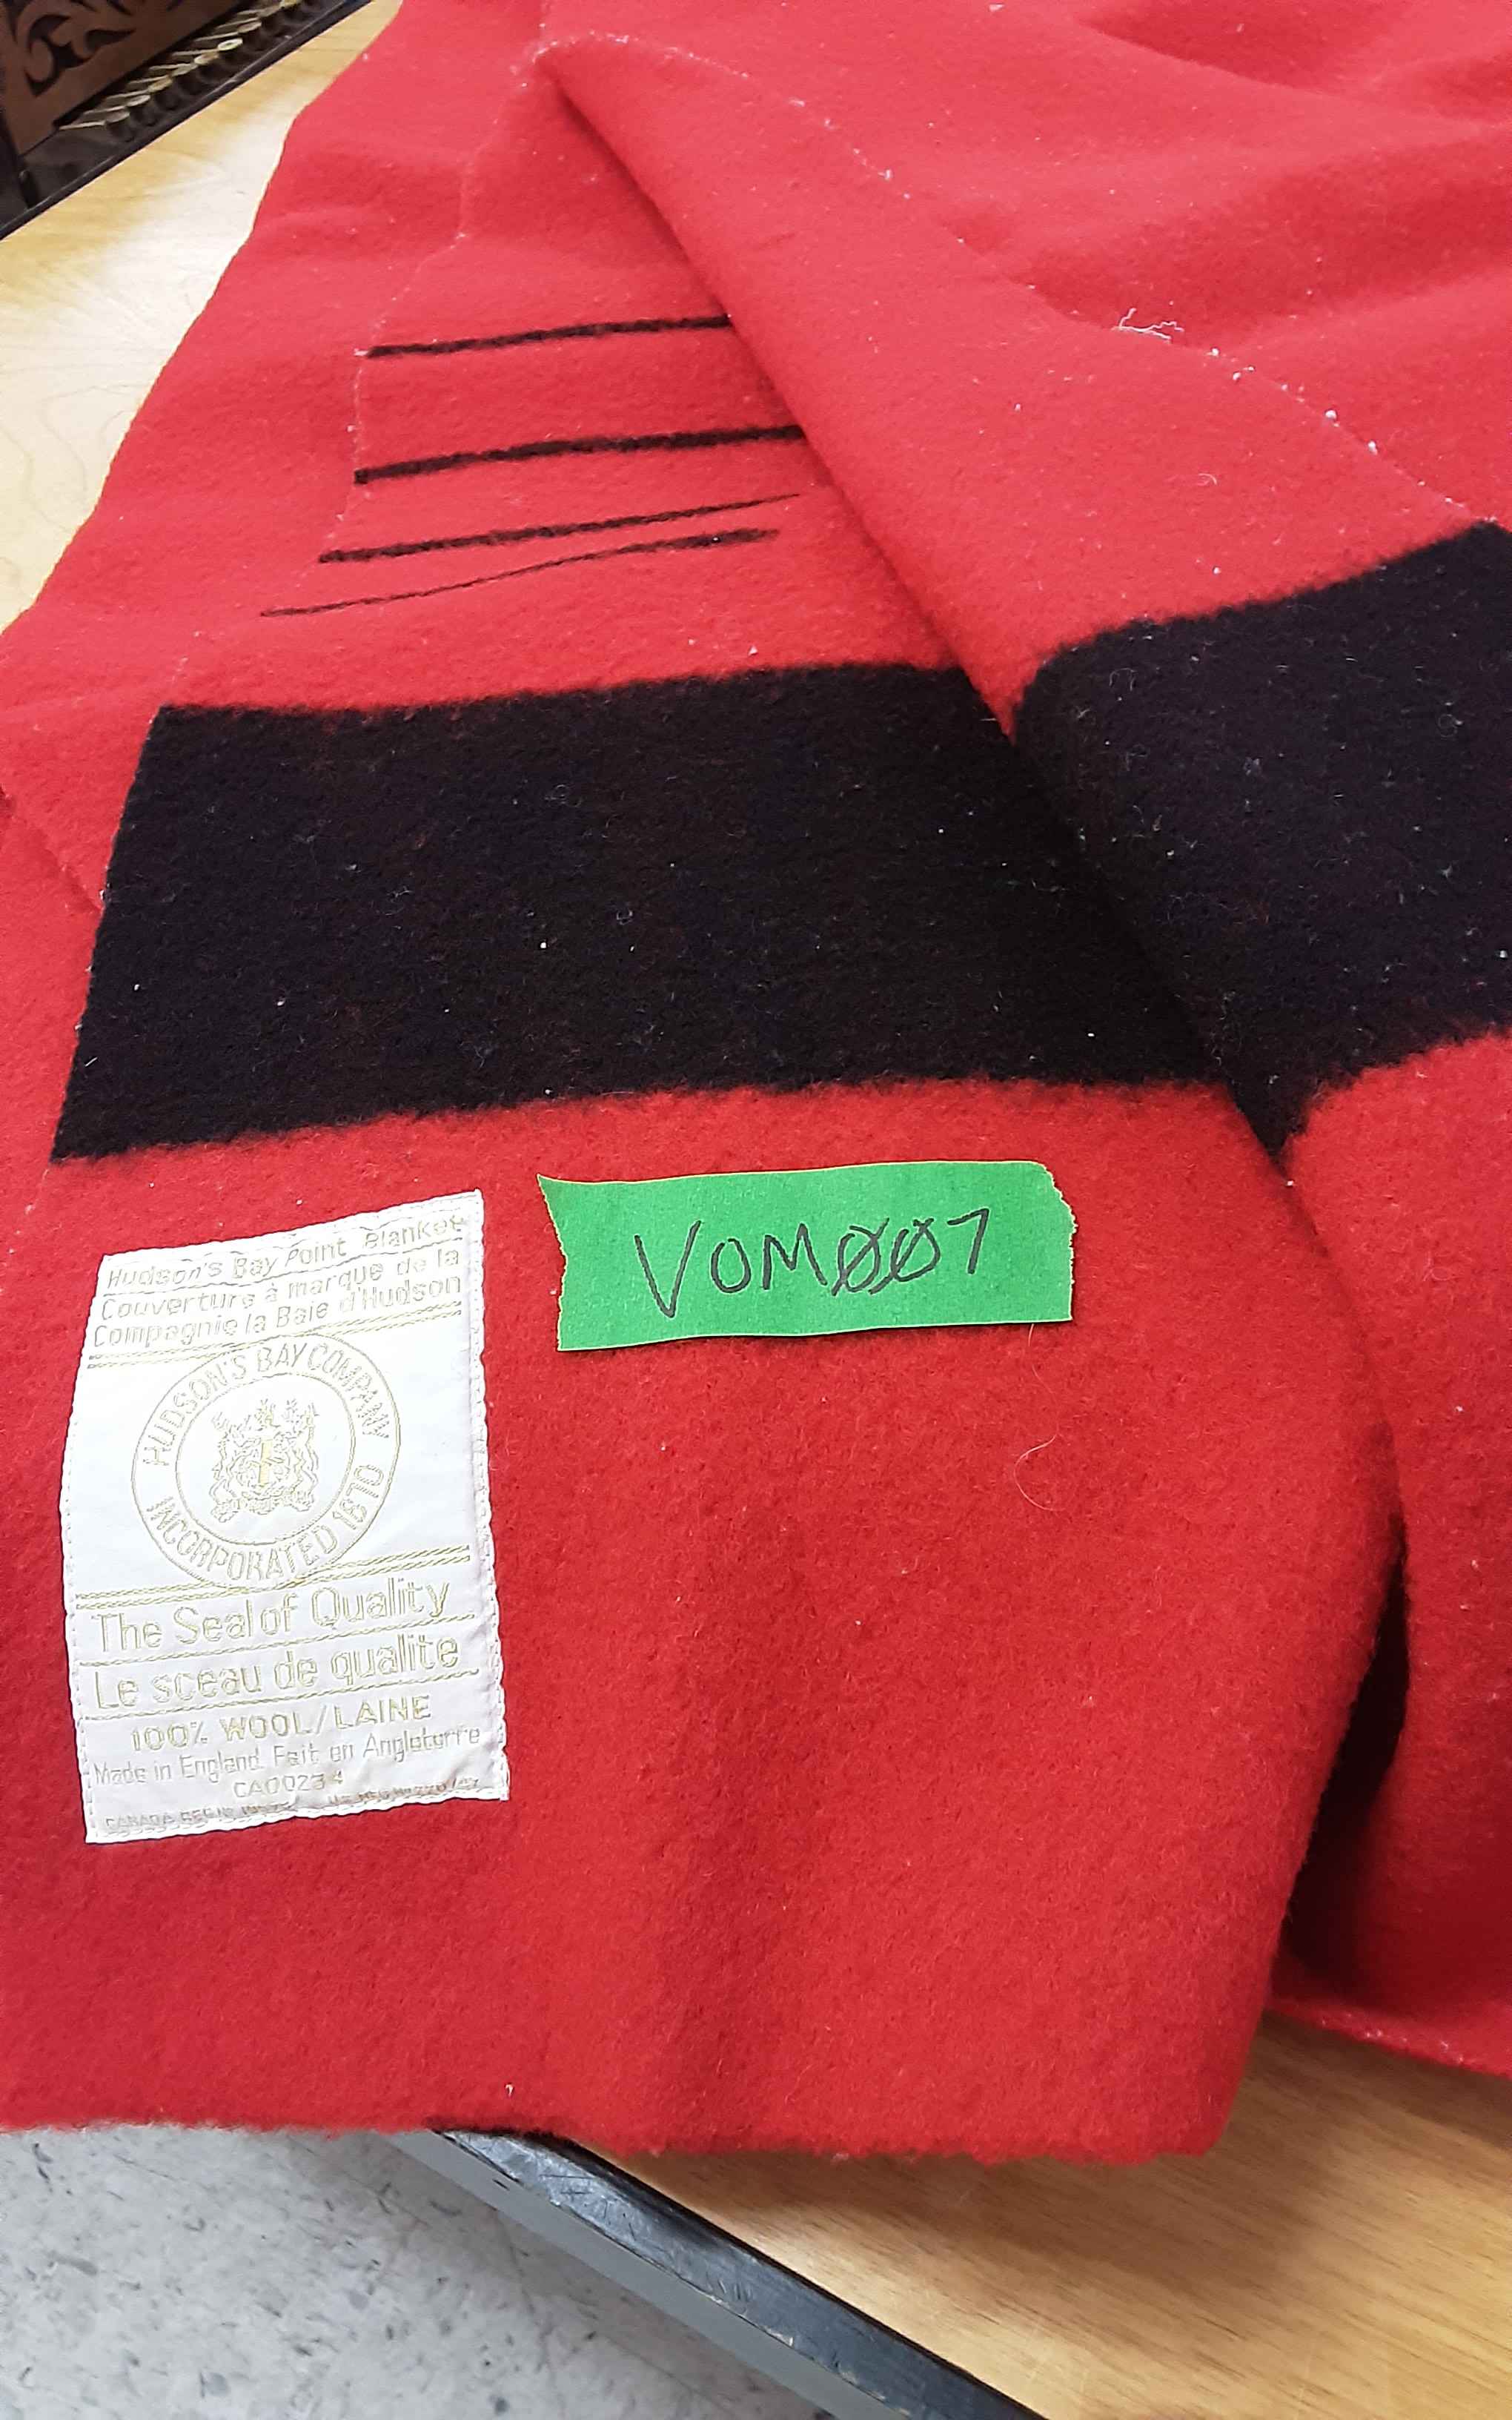 VOMØØ7
Hudson's Bay Point Blanket
Couverture à marque de la
Compagnie la Baie d'Hudson
HUDSON'S BAY COMPANY
INCORPORATED 1670
The Seal of Quality
Le sceau de qualite
100% WOOL/LAINE
Made in England. Fait en Angleterre
CA00234
CANADA